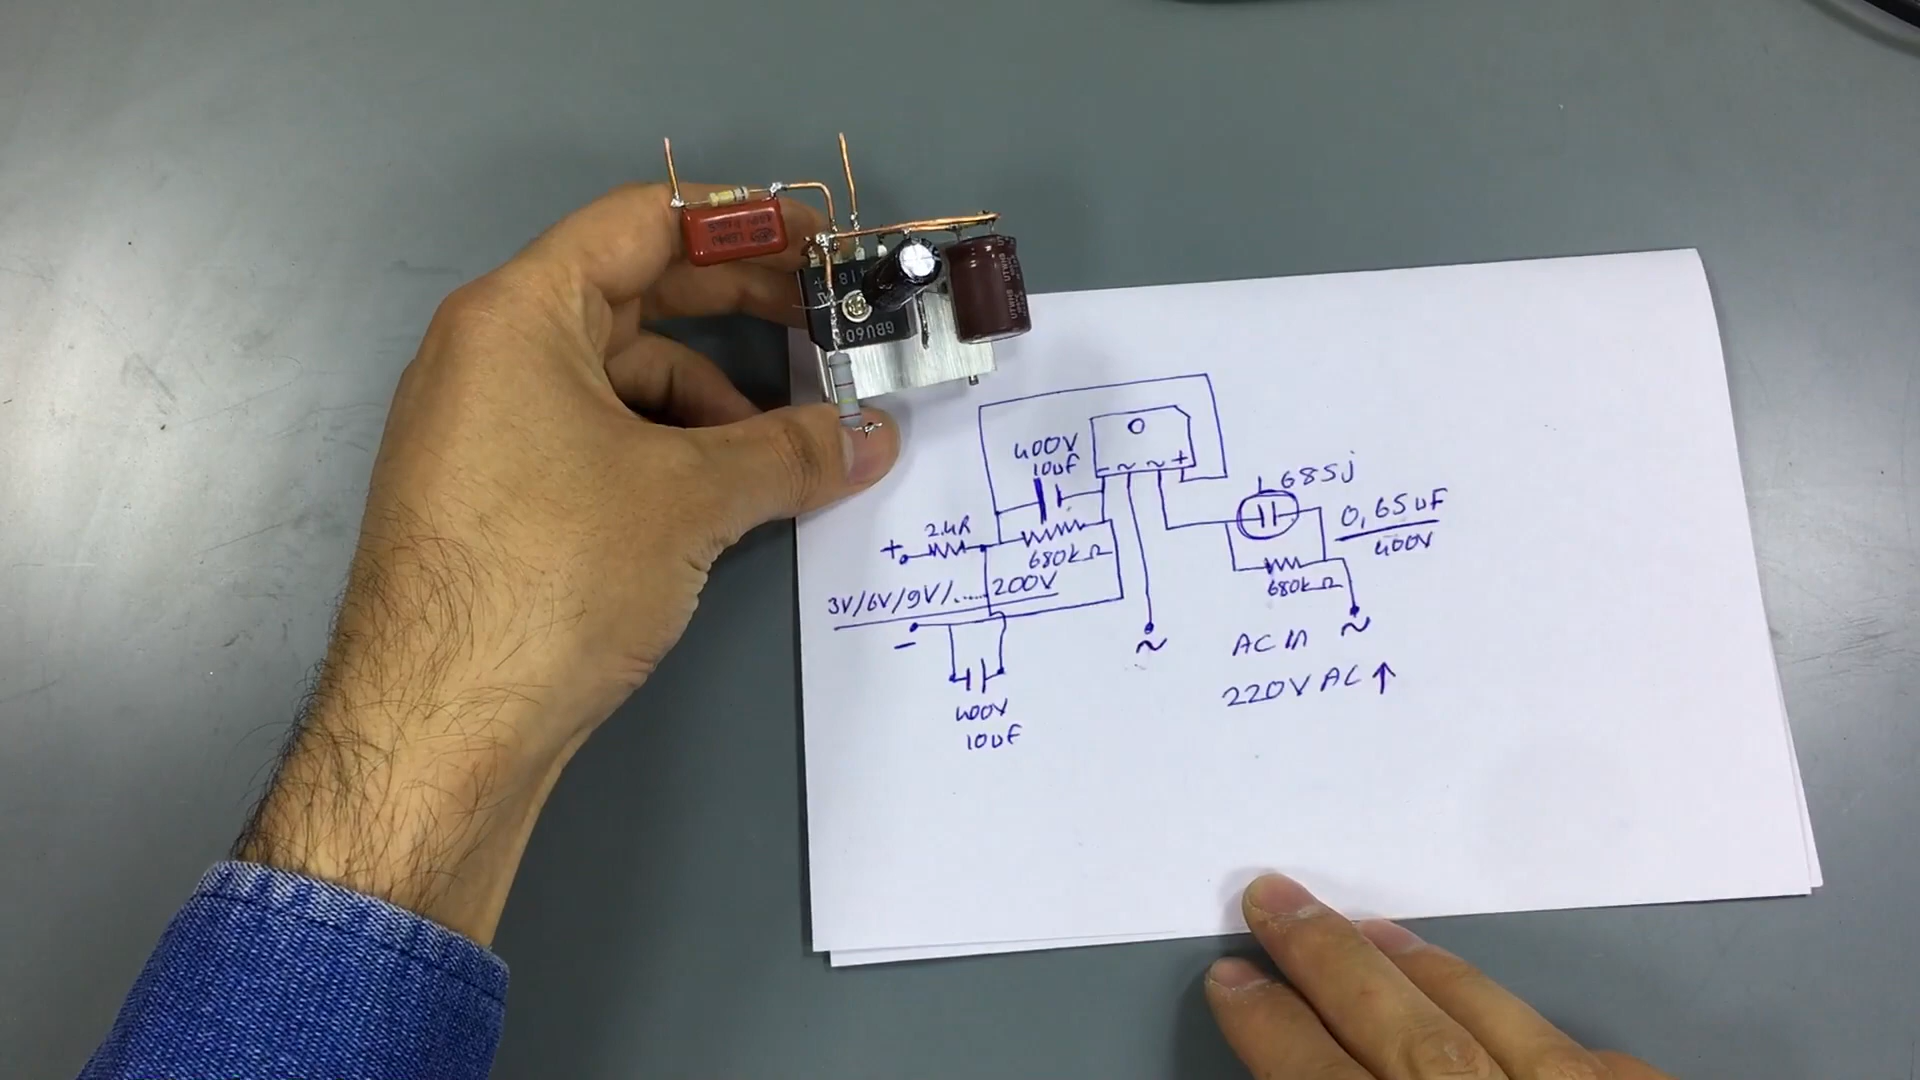 GBU60
400V
10uF
- ~ ~ +
685J
0,65uF
400V
2.4R
+
680kΩ
680kΩ
3V/6V/9V/...... 200V
-
~
~
AC in
220V AC ↑
400V
10uF